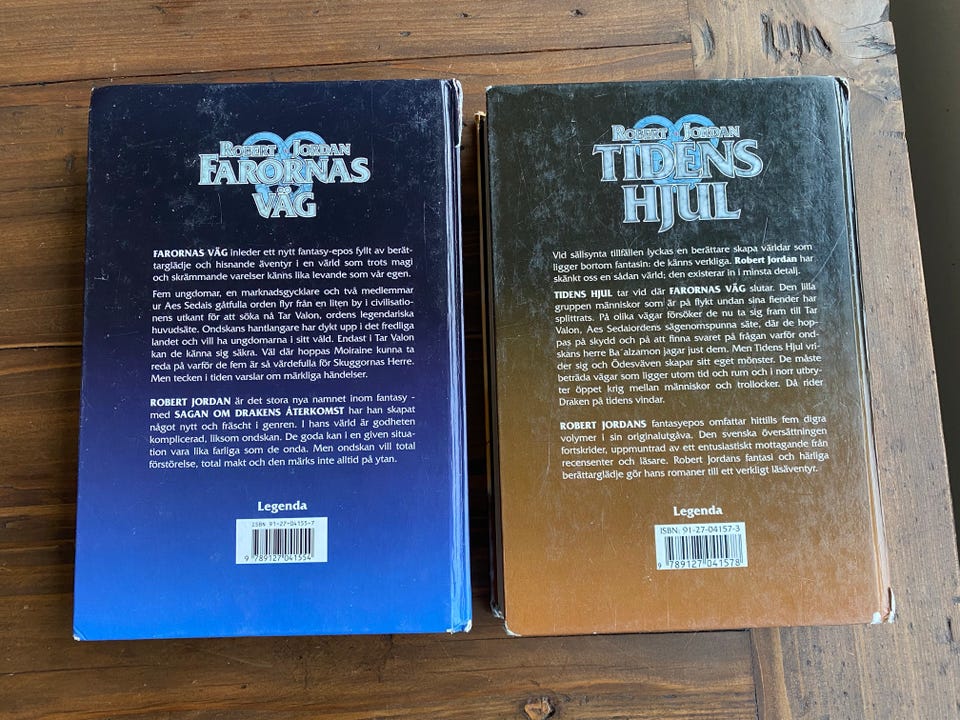 ROBERT JORDAN
FARORNAS
VÄG
FARORNAS VÄG inleder ett nytt fantasy-epos fyllt av berät-
targlädje och hisnande äventyr i en värld som trots magi
och skrämmande varelser känns lika levande som vår egen.
Fem ungdomar, en marknadsgycklare och två medlemmar
ur Aes Sedais gåtfulla orden flyr från en liten by i civilisatio-
nens utkant för att söka nå Tar Valon, ordens legendariska
huvudsäte. Ondskans hantlangare har dykt upp i det fredliga
landet och vill ha ungdomarna i sitt våld. Endast i Tar Valon
kan de känna sig säkra. Väl där hoppas Moiraine kunna ta
reda på varför de fem är så värdefulla för Skuggornas Herre.
Men tecken i tiden varslar om märkliga händelser.
ROBERT JORDAN är det stora nya namnet inom fantasy -
med SAGAN OM DRAKENS ÅTERKOMST har han skapat
något nytt och fräscht i genren. I hans värld är godheten
komplicerad, liksom ondskan. De goda kan i en given situa-
tion vara lika farliga som de onda. Men ondskan vill total
förstörelse, total makt och den märks inte alltid på ytan.
Legenda
ISBN 91-27-04155-7
9 789127 041554
ROBERT JORDAN
TIDENS
HJUL
Vid sällsynta tillfällen lyckas en berättare skapa världar som
ligger bortom fantasin: de känns verkliga. Robert Jordan har
skänkt oss en sådan värld; den existerar in i minsta detalj.
TIDENS HJUL tar vid där FARORNAS VÄG slutar. Den lilla
gruppen människor som är på flykt undan sina fiender har
splittrats. På olika vägar försöker de nu ta sig fram till Tar
Valon, Aes Sedaiordens sägenomspunna säte, där de hop-
pas på skydd och på att finna svaret på frågan varför ond-
skans herre Ba´alzamon jagar just dem. Men Tidens Hjul vri-
der sig och Ödesväven skapar sitt eget mönster. De måste
beträda vägar som ligger utom tid och rum och i norr utbry-
ter öppet krig mellan människor och trollocker. Då rider
Draken på tidens vindar.
ROBERT JORDANS fantasyepos omfattar hittills fem digra
volymer i sin originalutgåva. Den svenska översättningen
fortskrider, uppmuntrad av ett entusiastiskt mottagande från
recensenter och läsare. Robert Jordans fantasi och härliga
berättarglädje gör hans romaner till ett verkligt läsäventyr.
Legenda
ISBN: 91-27-04157-3
9 789127 041578